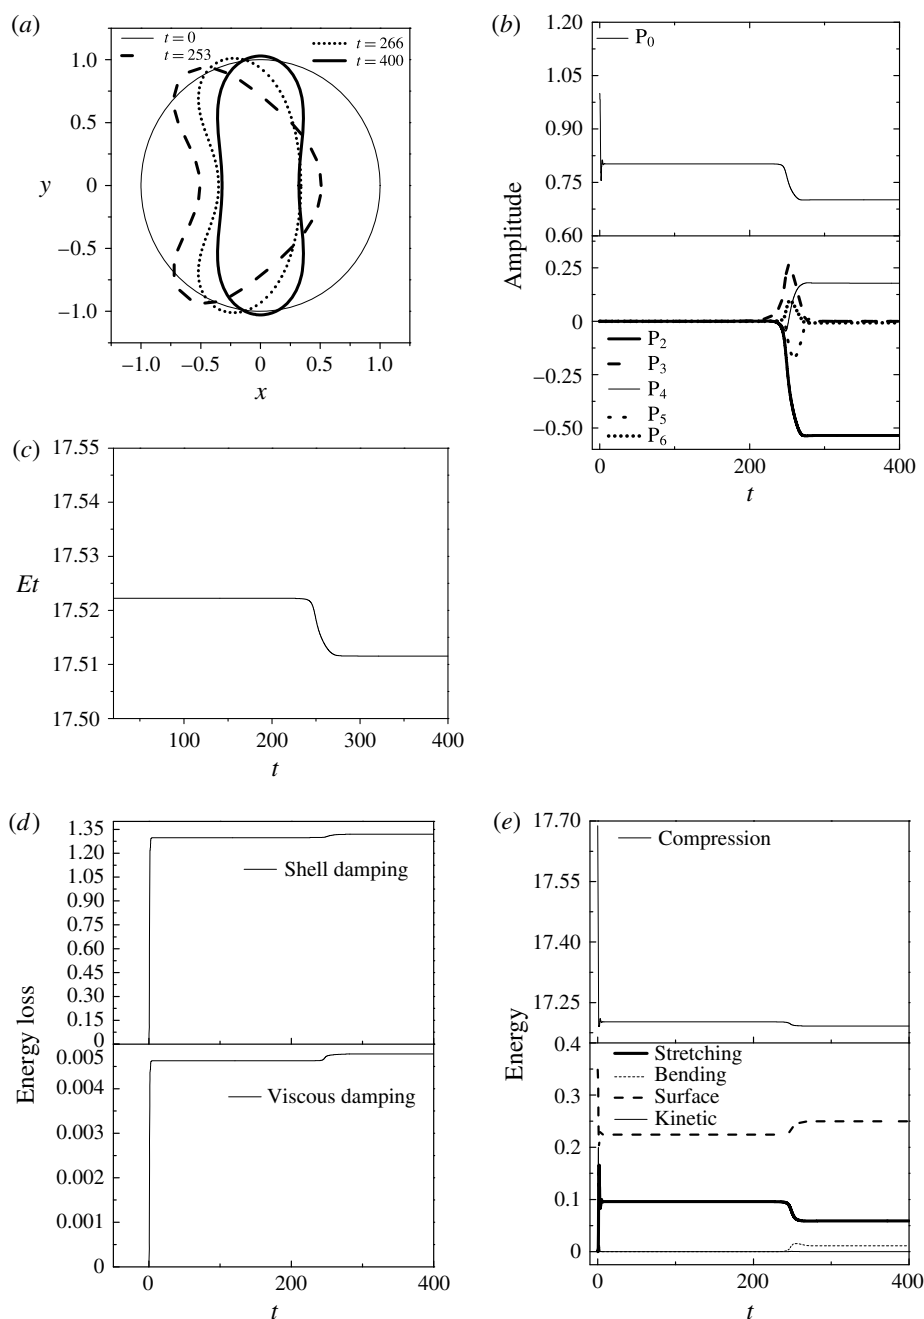 (a)
t = 0
t = 253
t = 266
t = 400
1.0
0.5
0
−0.5
−1.0
y
−1.0 −0.5 0 0.5 1.0
x
(b)
1.20
1.05
0.90
0.75
0.60
P0
0.25
0
−0.25
−0.50
Amplitude
P2
P3
P4
P5
P6
0 200 400
t
(c)
17.55
17.54
17.53
17.52
17.51
17.50
Et
100 200 300 400
t
(d)
1.35
1.20
1.05
0.90
0.75
0.60
0.45
0.30
0.15
0
Shell damping
Energy loss
0.005
0.004
0.003
0.002
0.001
0
Viscous damping
0 200 400
t
(e)
17.70
17.55
17.40
17.25
Compression
Energy
0.4
0.3
0.2
0.1
0
Stretching
Bending
Surface
Kinetic
0 100 200 300 400
t